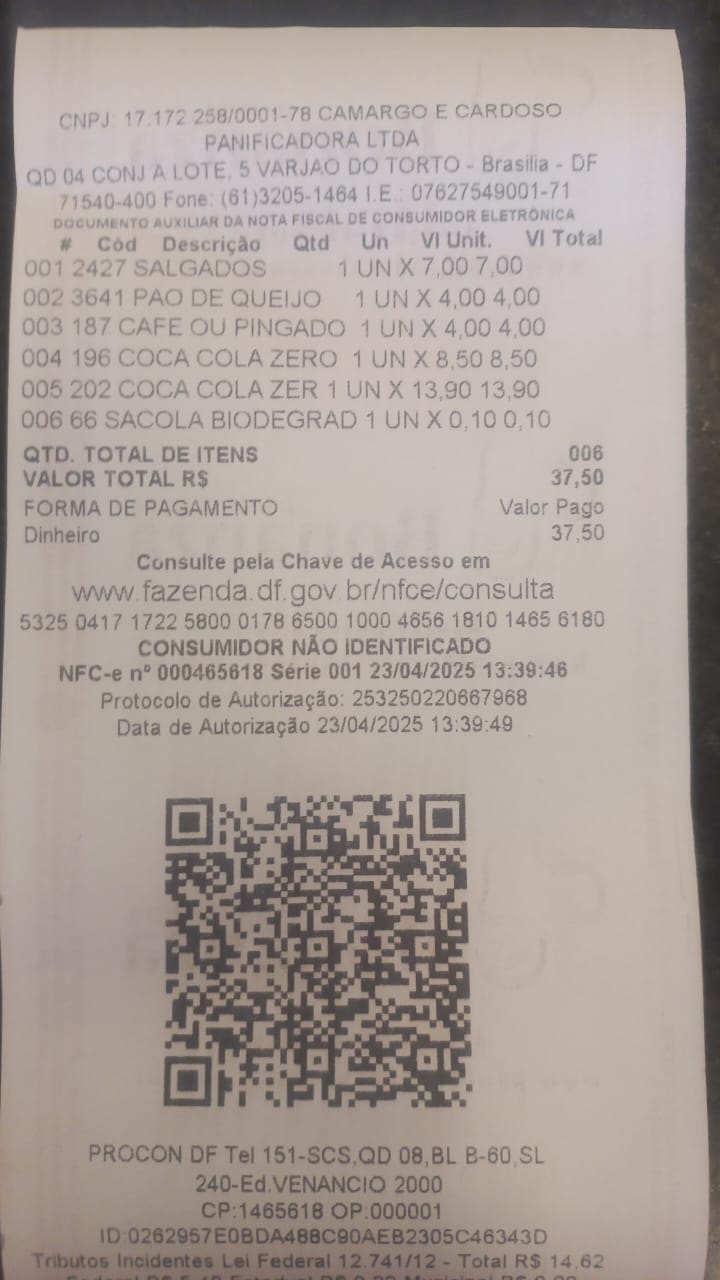 CNPJ: 17.172.258/0001-78 CAMARGO E CARDOSO
PANIFICADORA LTDA
QD 04 CONJ A LOTE, 5 VARJAO DO TORTO - Brasilia - DF
71540-400 Fone: (61)3205-1464 I.E.: 07627549001-71
DOCUMENTO AUXILIAR DA NOTA FISCAL DE CONSUMIDOR ELETRÔNICA
# Cód Descrição Qtd Un Vl Unit. Vl Total
001 2427 SALGADOS 1 UN X 7,00 7,00
002 3641 PAO DE QUEIJO 1 UN X 4,00 4,00
003 187 CAFE OU PINGADO 1 UN X 4,00 4,00
004 196 COCA COLA ZERO 1 UN X 8,50 8,50
005 202 COCA COLA ZER 1 UN X 13,90 13,90
006 66 SACOLA BIODEGRAD 1 UN X 0,10 0,10
QTD. TOTAL DE ITENS 006
VALOR TOTAL R$ 37,50
FORMA DE PAGAMENTO Valor Pago
Dinheiro 37,50
Consulte pela Chave de Acesso em
www.fazenda.df.gov.br/nfce/consulta
5325 0417 1722 5800 0178 6500 1000 4656 1810 1465 6180
CONSUMIDOR NÃO IDENTIFICADO
NFC-e nº 000465618 Série 001 23/04/2025 13:39:46
Protocolo de Autorização: 253250220667968
Data de Autorização 23/04/2025 13:39:49
PROCON DF Tel 151-SCS,QD 08,BL B-60,SL
240-Ed.VENANCIO 2000
CP:1465618 OP:000001
ID:0262957E0BDA488C90AEB2305C46343D
Tributos Incidentes Lei Federal 12.741/12 - Total R$ 14,62